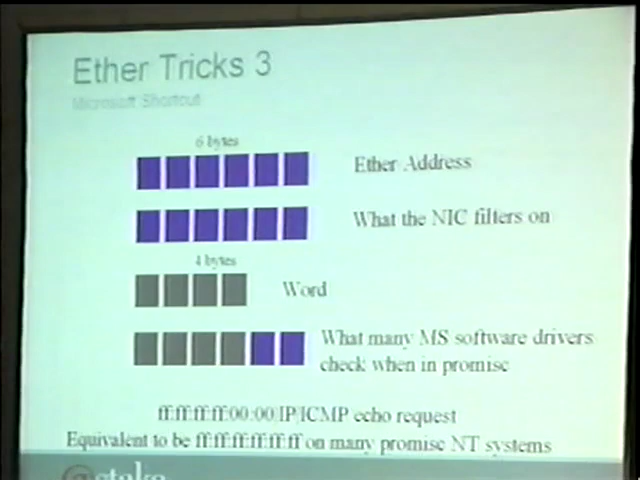 Ether Tricks 3
Microsoft Shortcut
6 bytes
Ether Address
What the NIC filters on
4 bytes
Word
What many MS software drivers
check when in promisc
ff:ff:ff:ff:00:00|IP|ICMP echo request
Equivalent to be ff:ff:ff:ff:ff:ff on many promisc NT systems
@stake